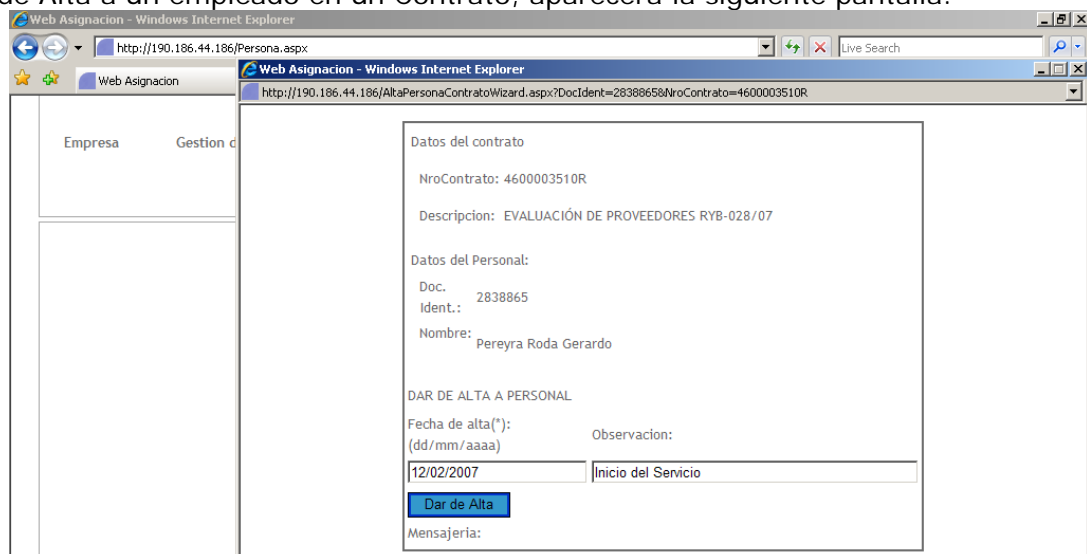 de Alta a un empleado en un Contrato, aparecerá la siguiente pantalla:
Web Asignacion - Windows Internet Explorer
http://190.186.44.186/Persona.aspx
Live Search
Web Asignacion
Web Asignacion - Windows Internet Explorer
http://190.186.44.186/AltaPersonaContratoWizard.aspx?DocIdent=2838865&NroContrato=4600003510R
Empresa Gestion d
Datos del contrato
NroContrato: 4600003510R
Descripcion: EVALUACIÓN DE PROVEEDORES RYB-028/07
Datos del Personal:
Doc.
Ident.: 2838865
Nombre: Pereyra Roda Gerardo
DAR DE ALTA A PERSONAL
Fecha de alta(*):
(dd/mm/aaaa)
Observacion:
12/02/2007 Inicio del Servicio
Dar de Alta
Mensajeria: